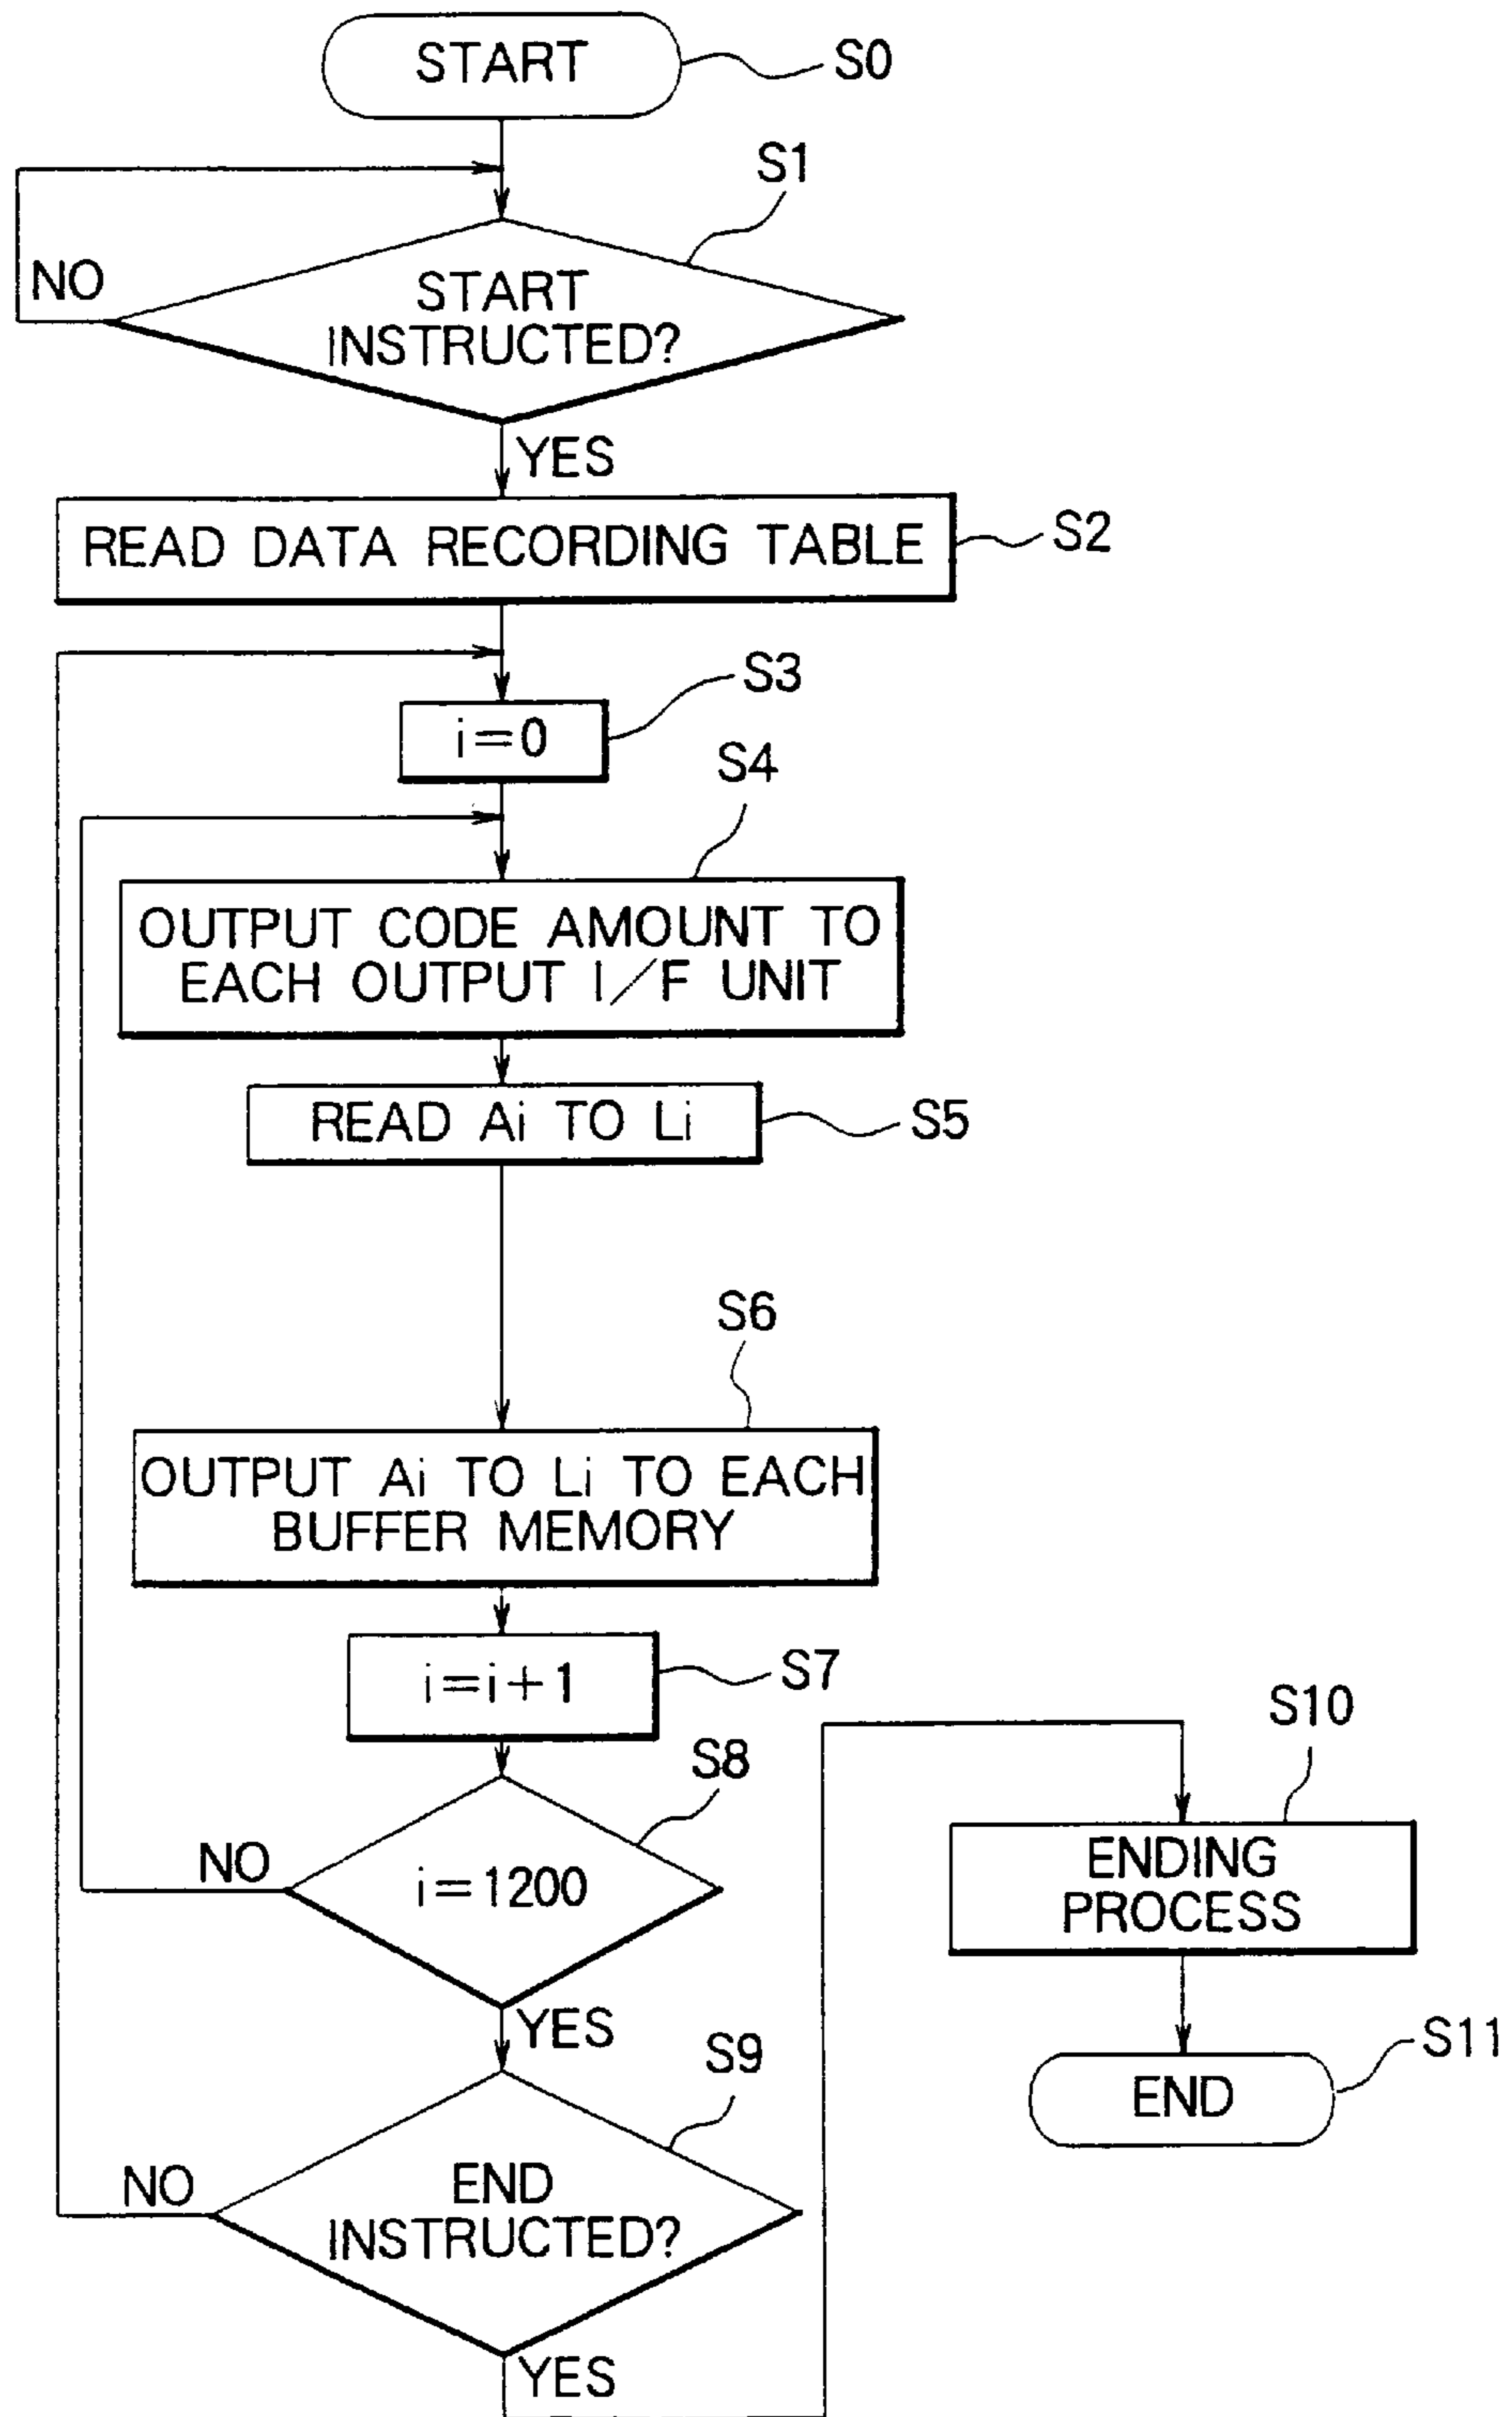 START
S0
S1
NO
START
INSTRUCTED?
YES
READ DATA RECORDING TABLE
S2
S3
i=0
S4
OUTPUT CODE AMOUNT TO
EACH OUTPUT I/F UNIT
READ Ai TO Li
S5
S6
OUTPUT Ai TO Li TO EACH
BUFFER MEMORY
i=i+1
S7
S8
NO
i=1200
YES
S9
NO
END
INSTRUCTED?
YES
S10
ENDING
PROCESS
S11
END